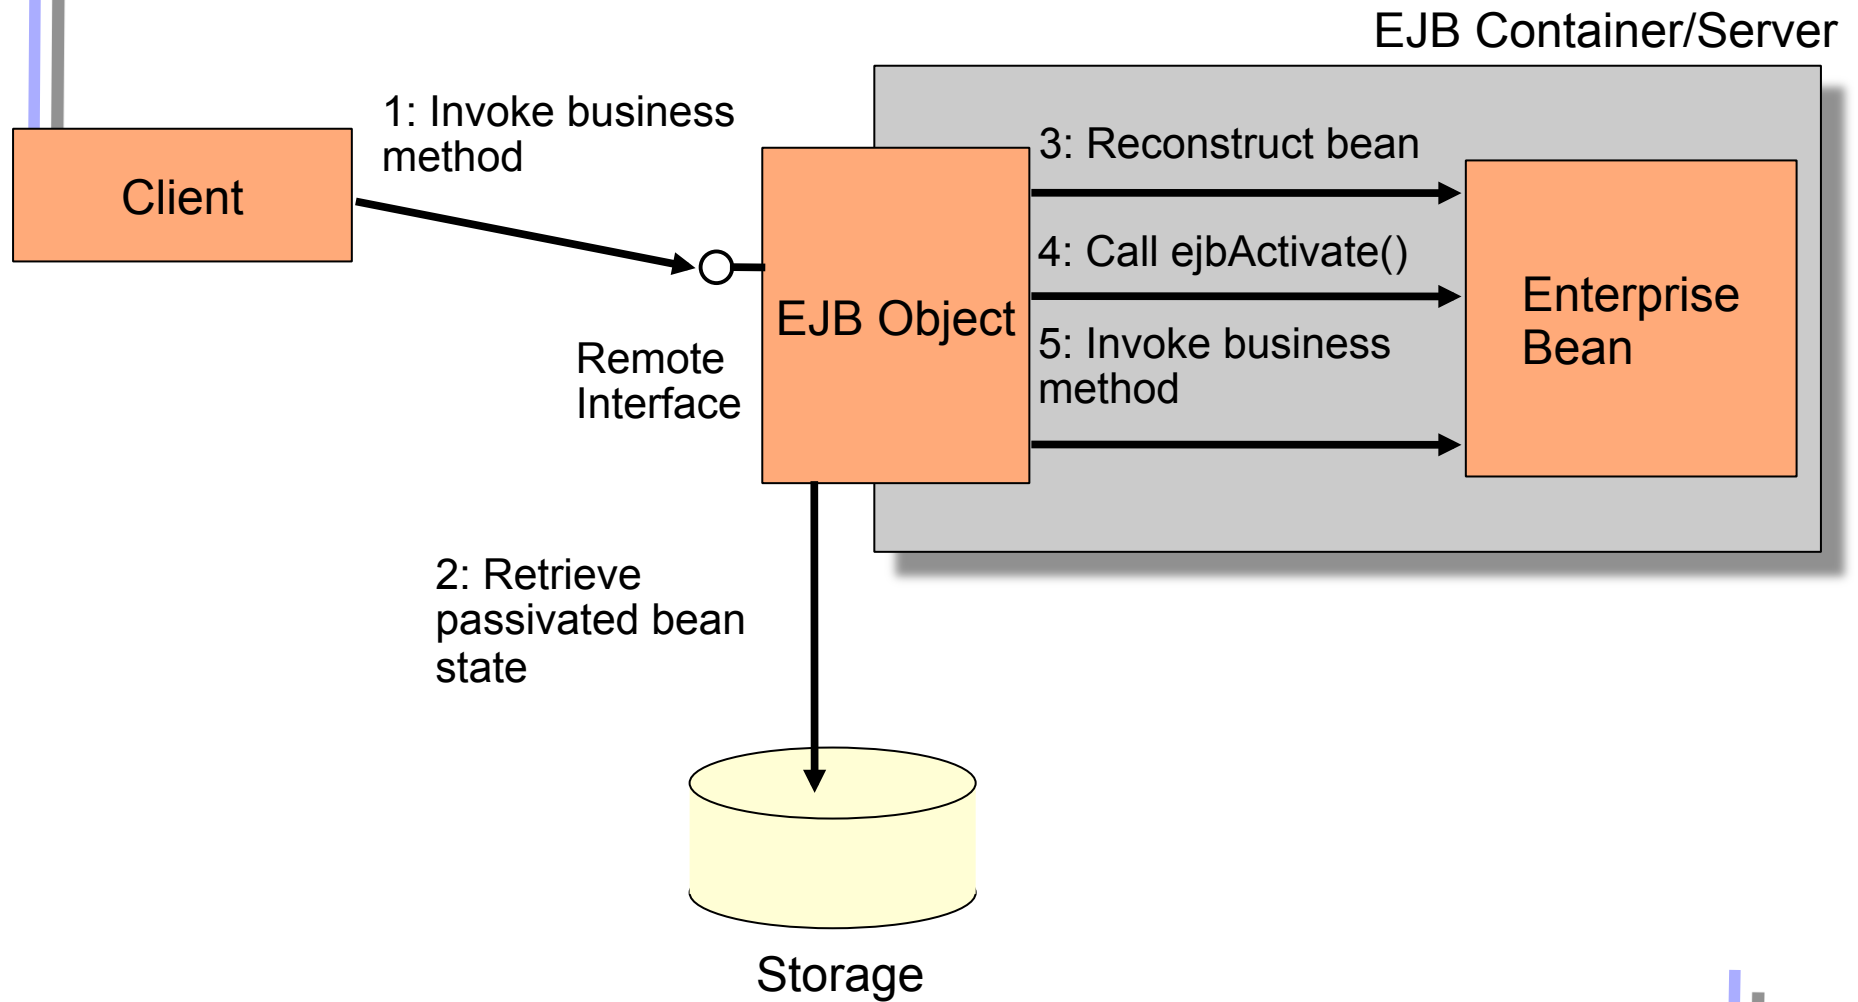 EJB Container/Server
1: Invoke business
method
Client
3: Reconstruct bean
4: Call ejbActivate()
EJB Object
Enterprise
Bean
5: Invoke business
method
Remote
Interface
2: Retrieve
passivated bean
state
Storage